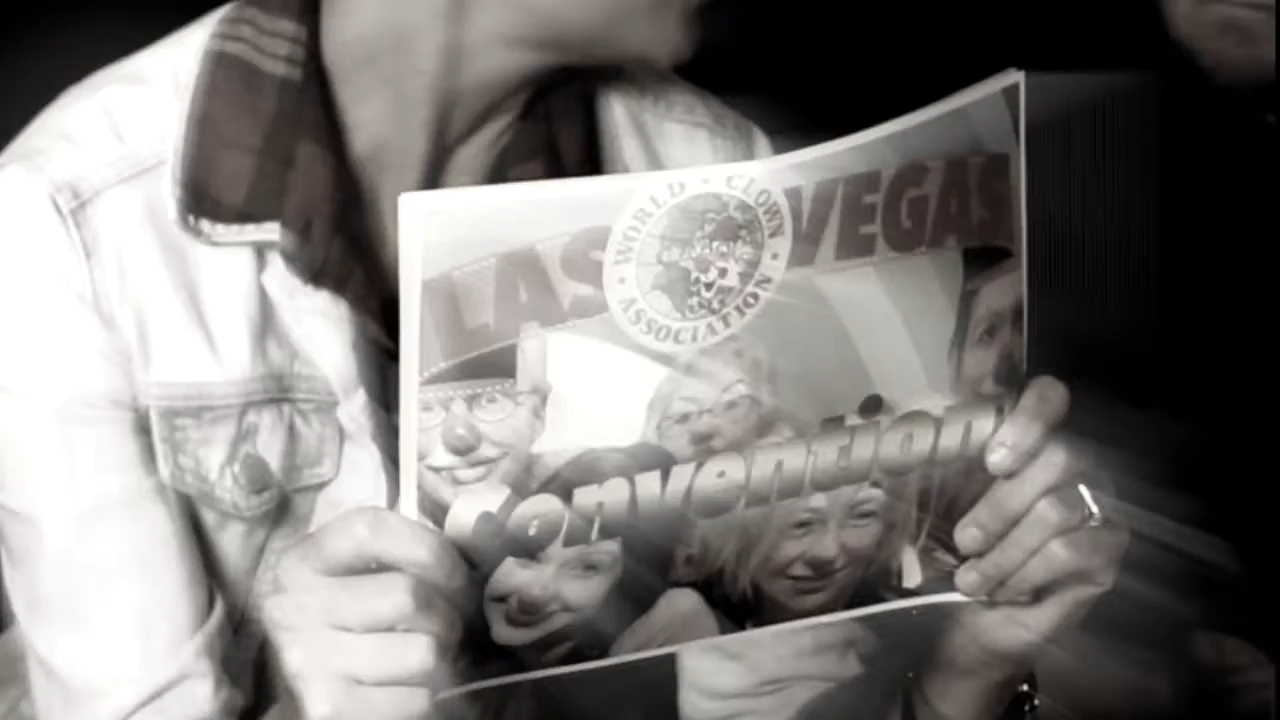 LAS VEGAS
WORLD • CLOWN
• ASSOCIATION •
Convention